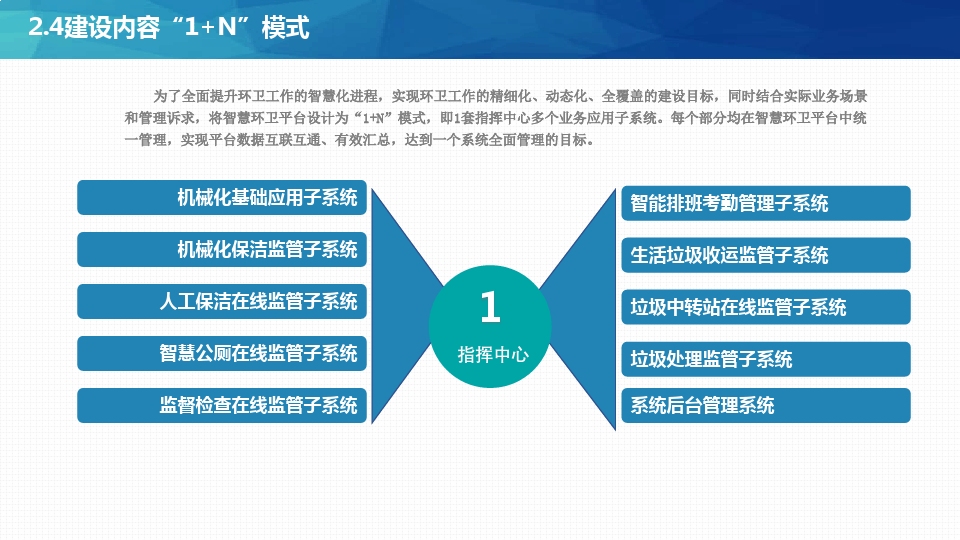 2.4建设内容“1+N”模式
为了全面提升环卫工作的智慧化进程，实现环卫工作的精细化、动态化、全覆盖的建设目标，同时结合实际业务场景
和管理诉求，将智慧环卫平台设计为“1+N”模式，即1套指挥中心多个业务应用子系统。每个部分均在智慧环卫平台中统
一管理，实现平台数据互联互通、有效汇总，达到一个系统全面管理的目标。
机械化基础应用子系统
机械化保洁监管子系统
人工保洁在线监管子系统
智慧公厕在线监管子系统
监督检查在线监管子系统
1
指挥中心
智能排班考勤管理子系统
生活垃圾收运监管子系统
垃圾中转站在线监管子系统
垃圾处理监管子系统
系统后台管理系统